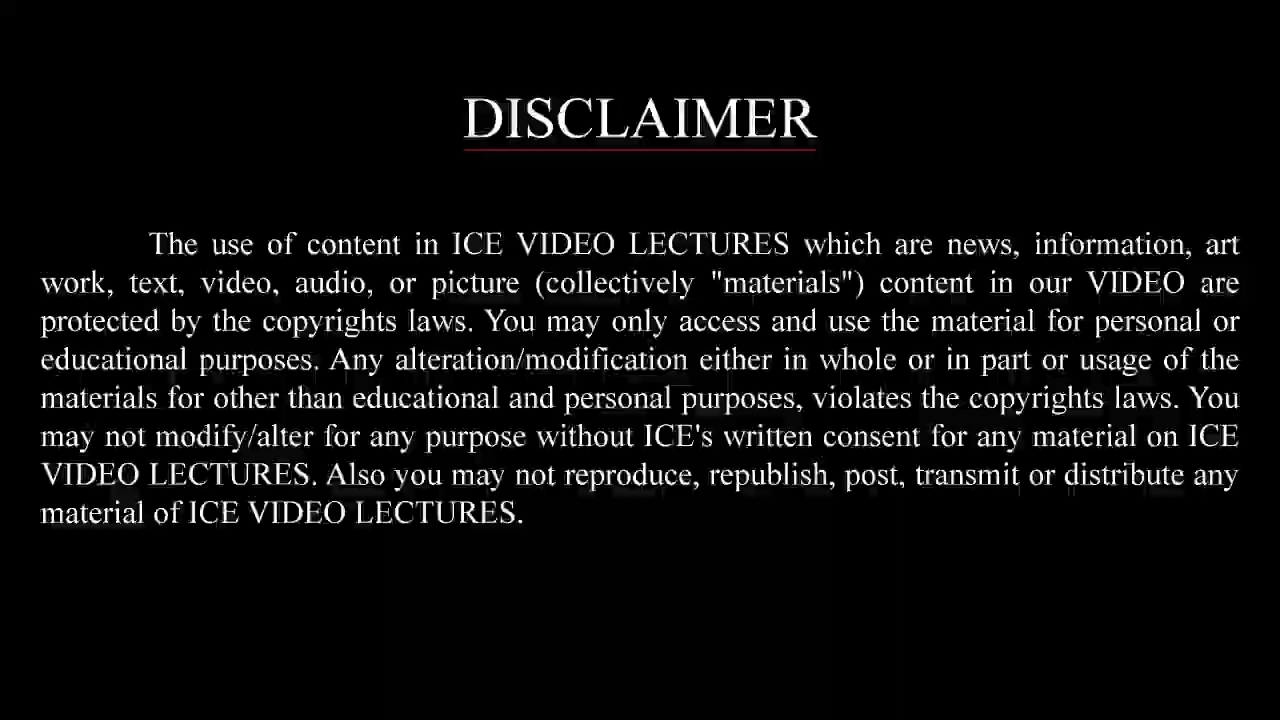 DISCLAIMER
The use of content in ICE VIDEO LECTURES which are news, information, art
work, text, video, audio, or picture (collectively "materials") content in our VIDEO are
protected by the copyrights laws. You may only access and use the material for personal or
educational purposes. Any alteration/modification either in whole or in part or usage of the
materials for other than educational and personal purposes, violates the copyrights laws. You
may not modify/alter for any purpose without ICE's written consent for any material on ICE
VIDEO LECTURES. Also you may not reproduce, republish, post, transmit or distribute any
material of ICE VIDEO LECTURES.